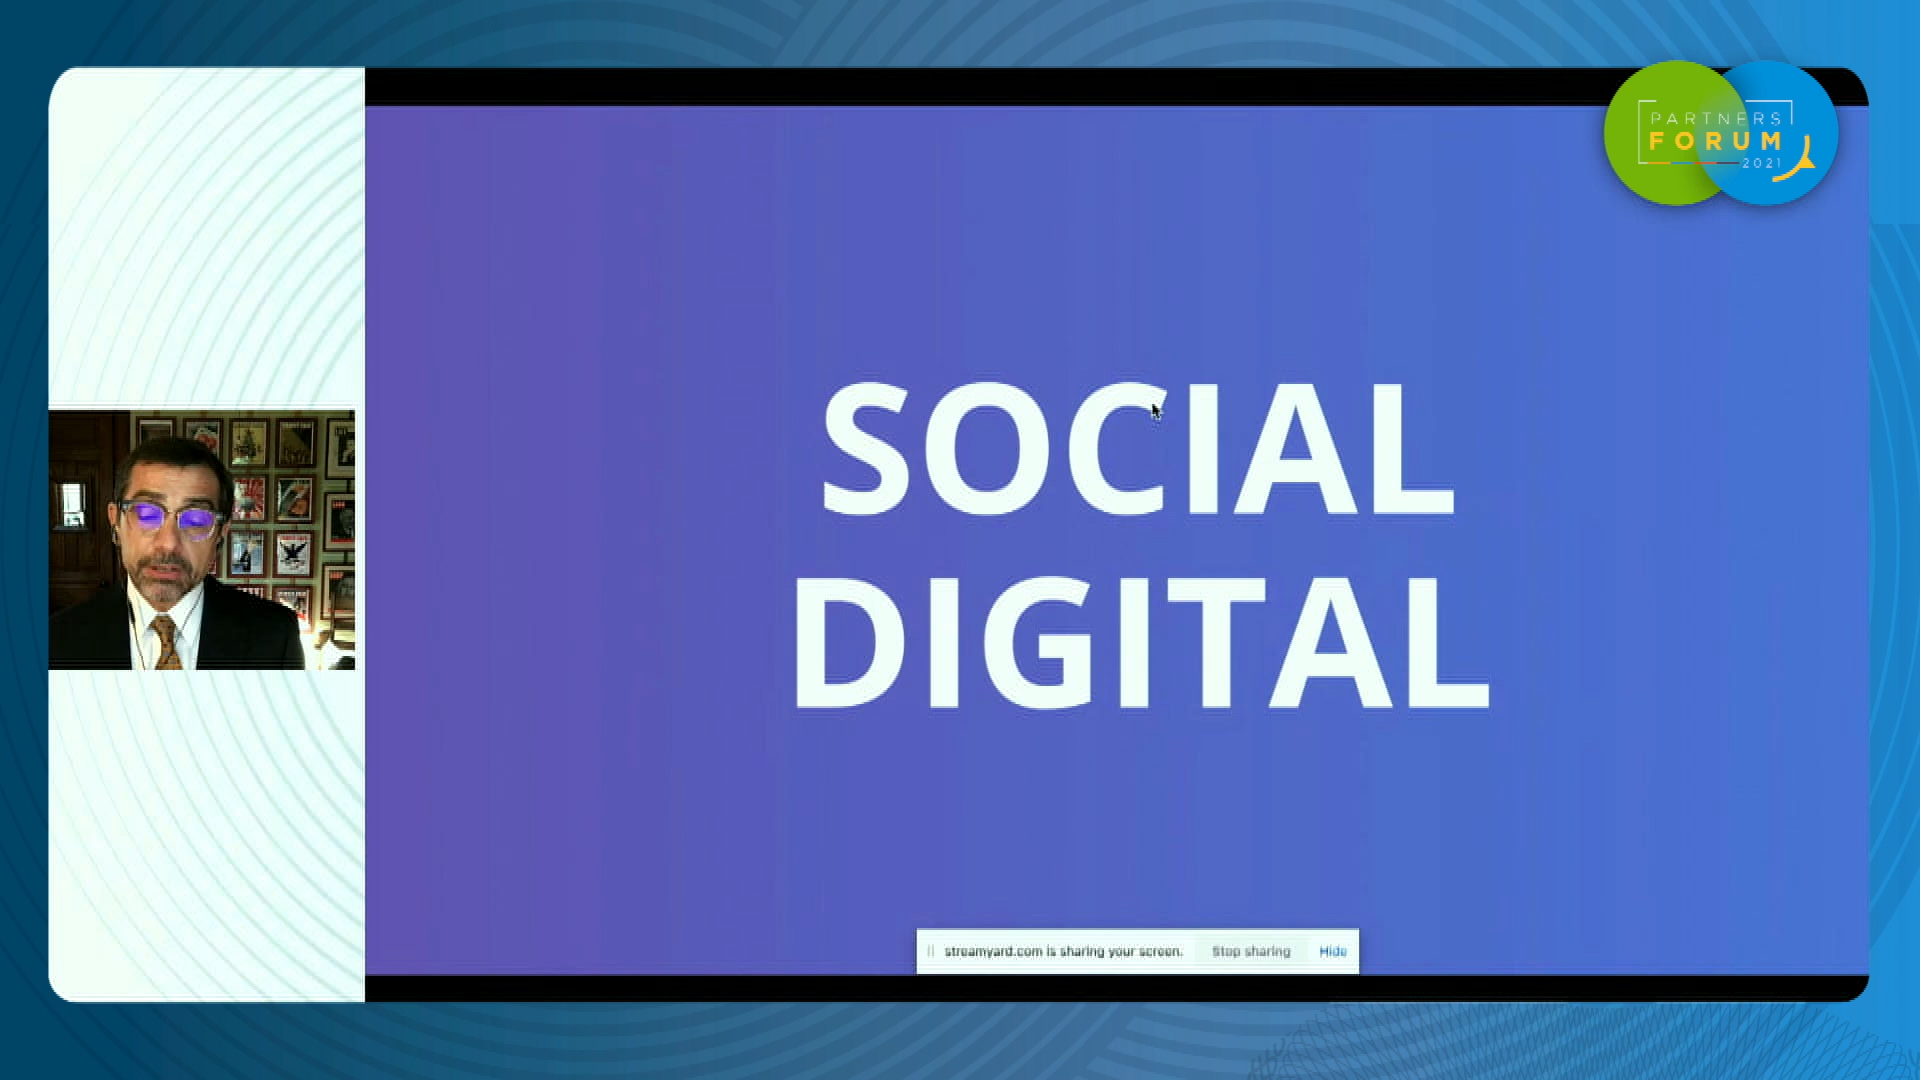 PARTNERS
FORUM
2021
SOCIAL
DIGITAL
streamyard.com is sharing your screen. Stop sharing Hide